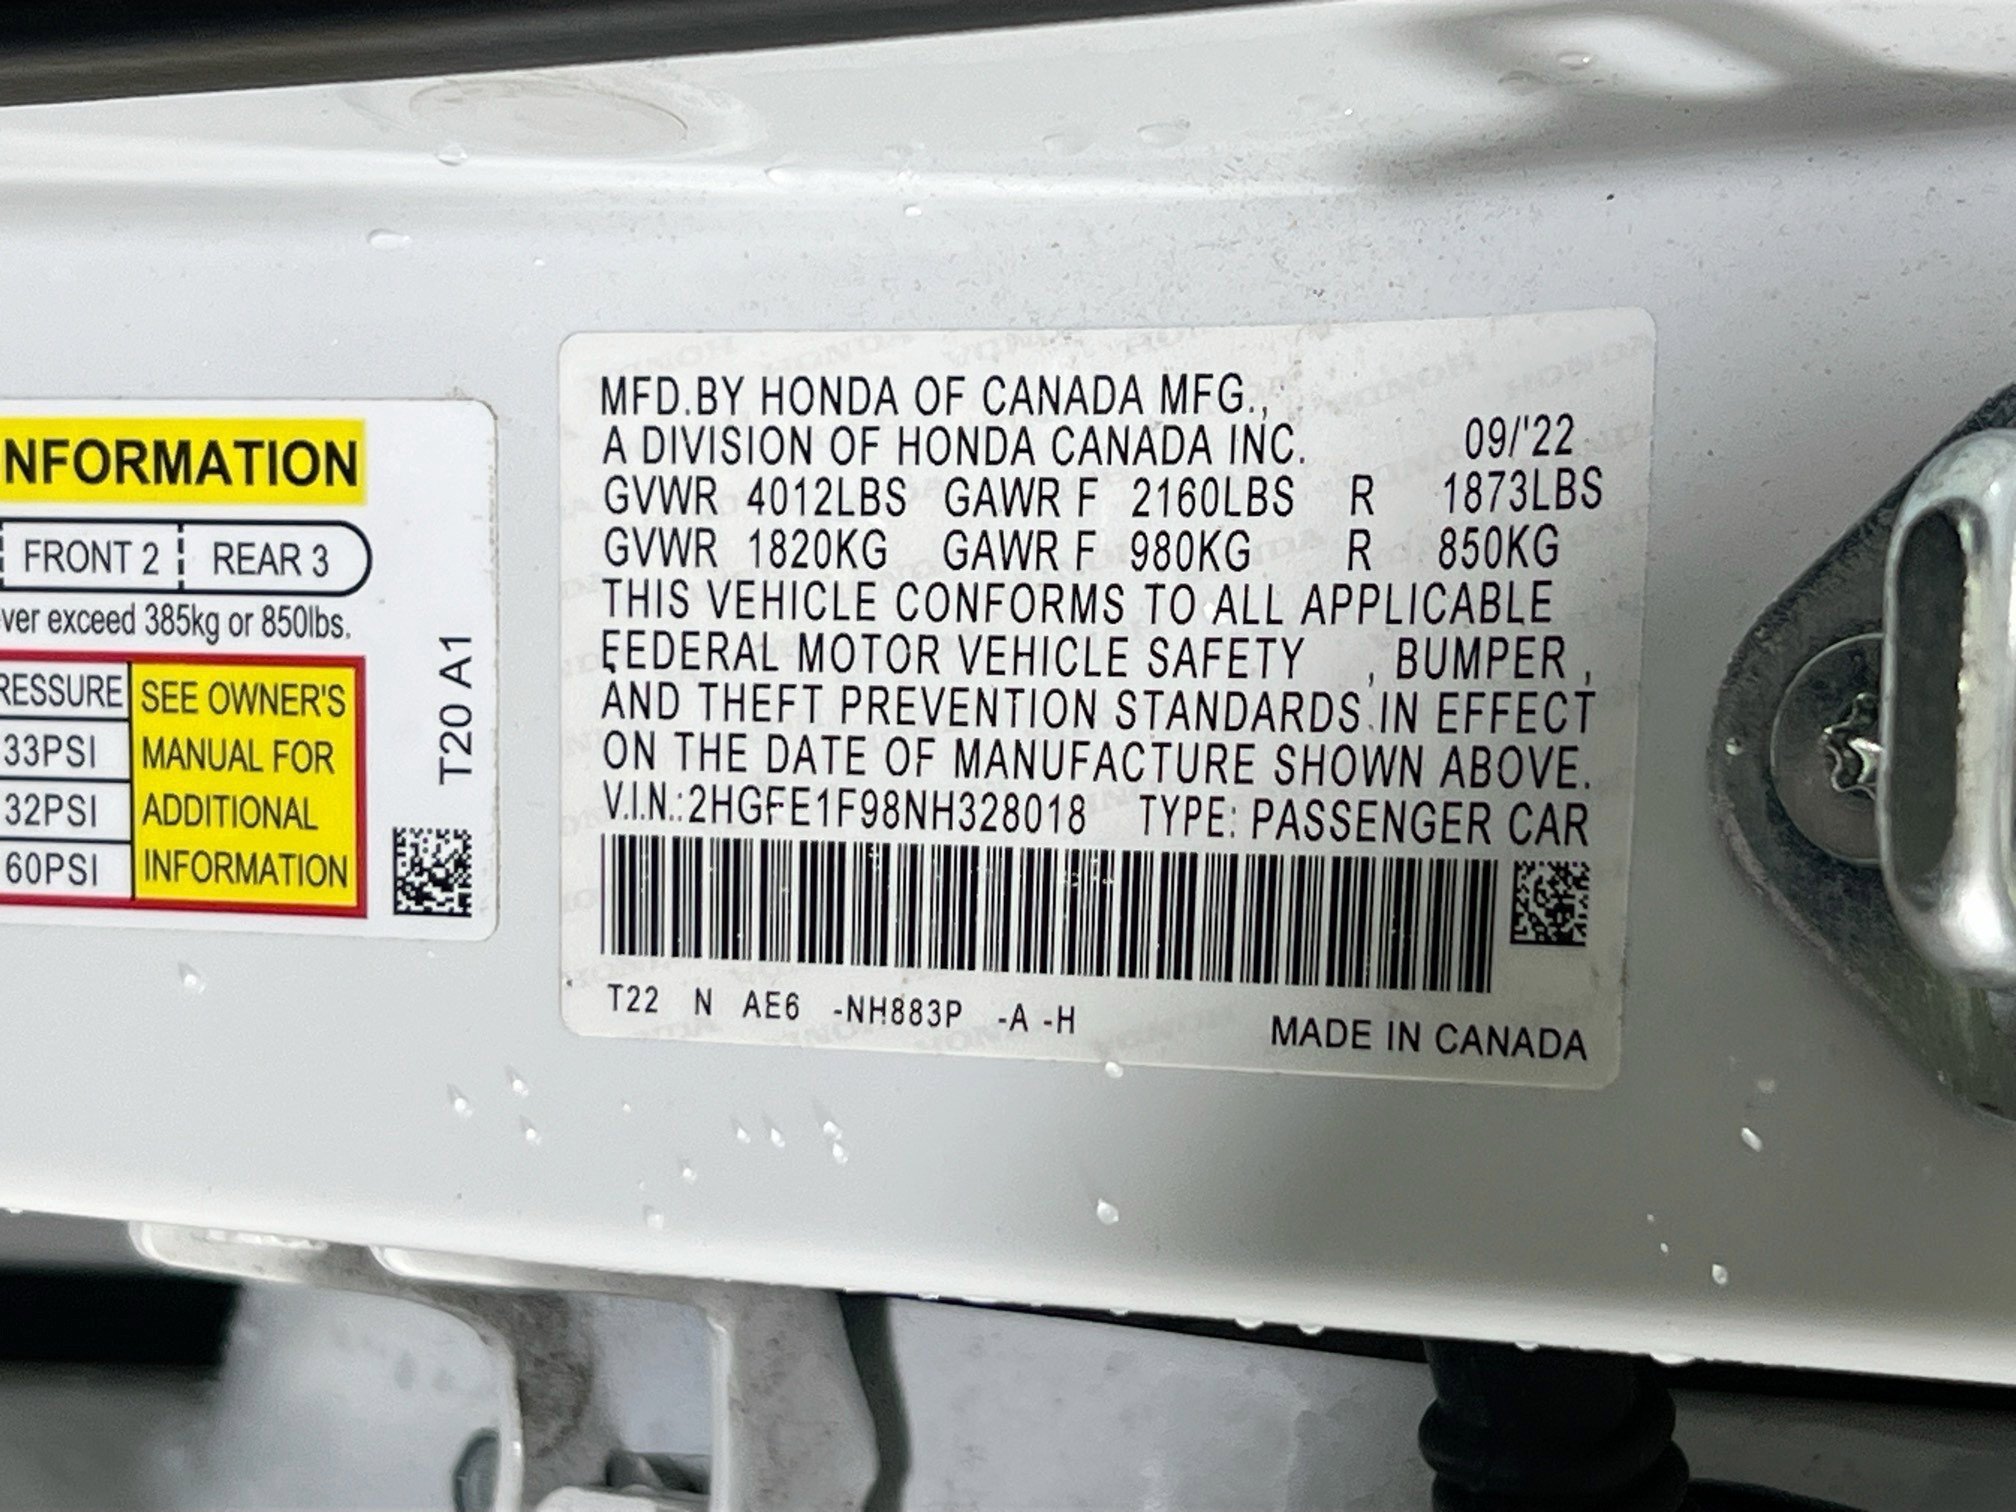 NFORMATION
FRONT 2 REAR 3
ver exceed 385kg or 850lbs.
RESSURE
33PSI
32PSI
60PSI
SEE OWNER'S
MANUAL FOR
ADDITIONAL
INFORMATION
T20 A1
MFD.BY HONDA OF CANADA MFG.,
A DIVISION OF HONDA CANADA INC. 09/'22
GVWR 4012LBS GAWR F 2160LBS R 1873LBS
GVWR 1820KG GAWR F 980KG R 850KG
THIS VEHICLE CONFORMS TO ALL APPLICABLE
FEDERAL MOTOR VEHICLE SAFETY , BUMPER ,
AND THEFT PREVENTION STANDARDS IN EFFECT
ON THE DATE OF MANUFACTURE SHOWN ABOVE.
V.I.N.:2HGFE1F98NH328018 TYPE: PASSENGER CAR
T22 N AE6 -NH883P -A -H
MADE IN CANADA